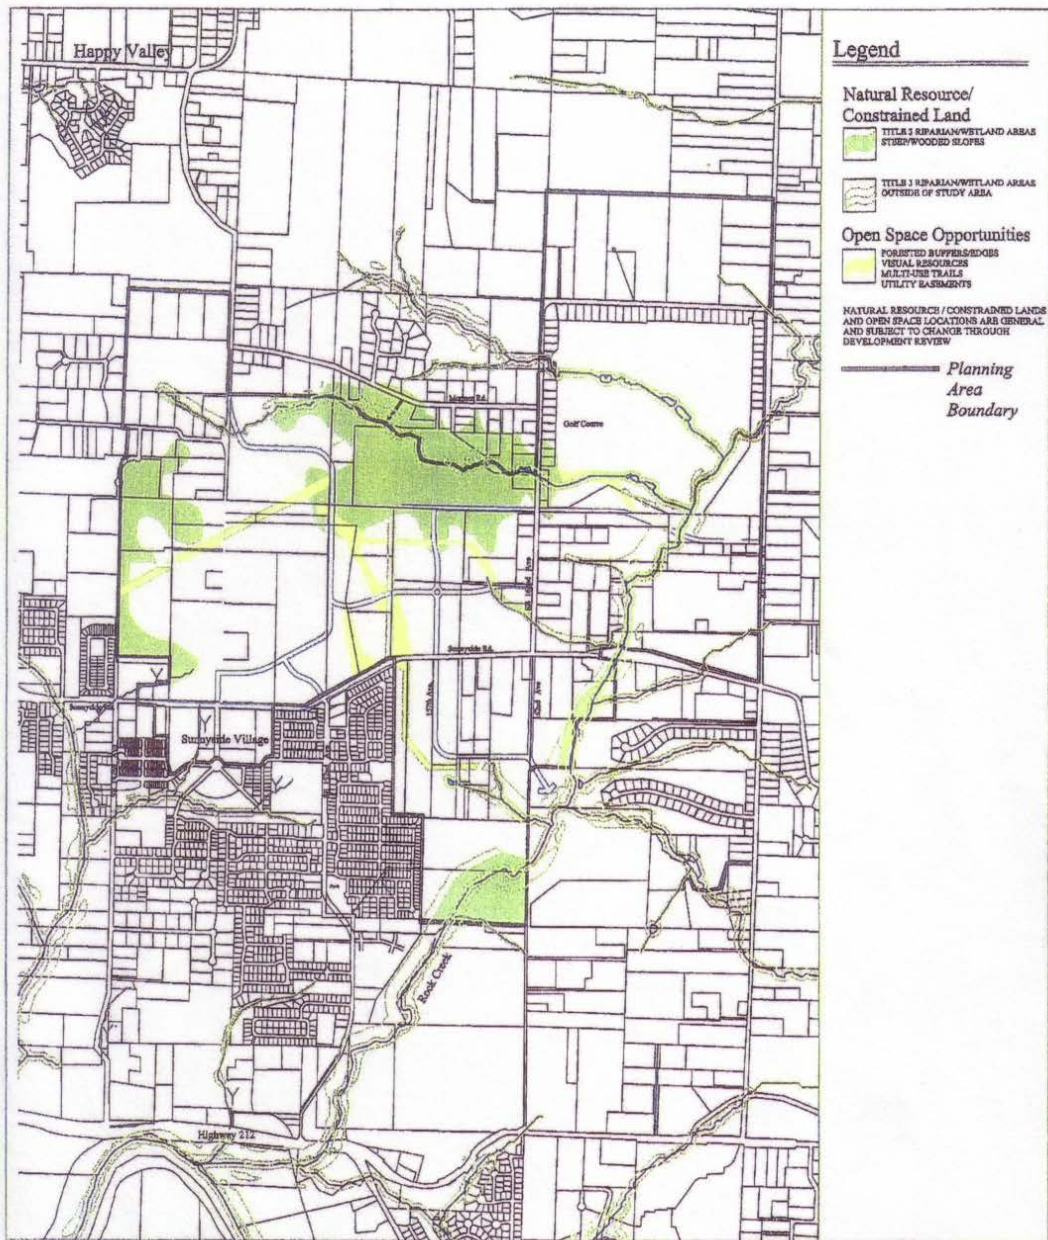 Happy Valley
Legend
Natural Resource/
Constrained Land
TITLE 3 RIPARIAN/WETLAND AREAS
STEEP/WOODED SLOPES
TITLE 3 RIPARIAN/WETLAND AREAS
OUTSIDE OF STUDY AREA
Open Space Opportunities
FORESTED BUFFERS/EDGES
VISUAL RESOURCES
MULTI-USE TRAILS
UTILITY EASEMENTS
NATURAL RESOURCE / CONSTRAINED LANDS
AND OPEN SPACE LOCATIONS ARE GENERAL
AND SUBJECT TO CHANGE THROUGH
DEVELOPMENT REVIEW
Planning
Area
Boundary
Golf Course
Sunnyside Rd.
Sunnyside Village
Rock Creek
Highway 212